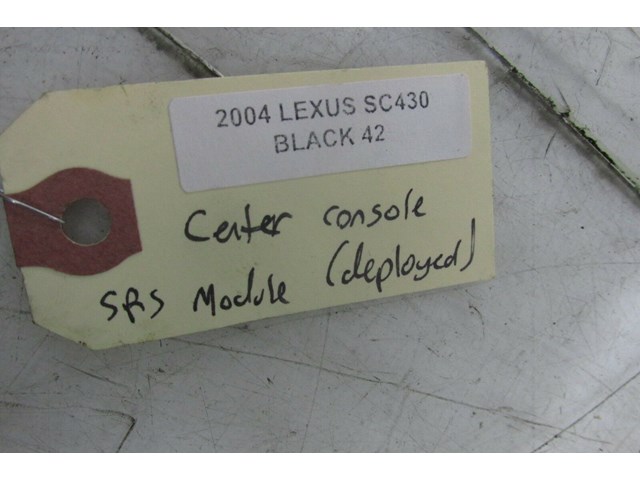 2004 LEXUS SC430
BLACK 42
Center console
SRS Module (deployed)